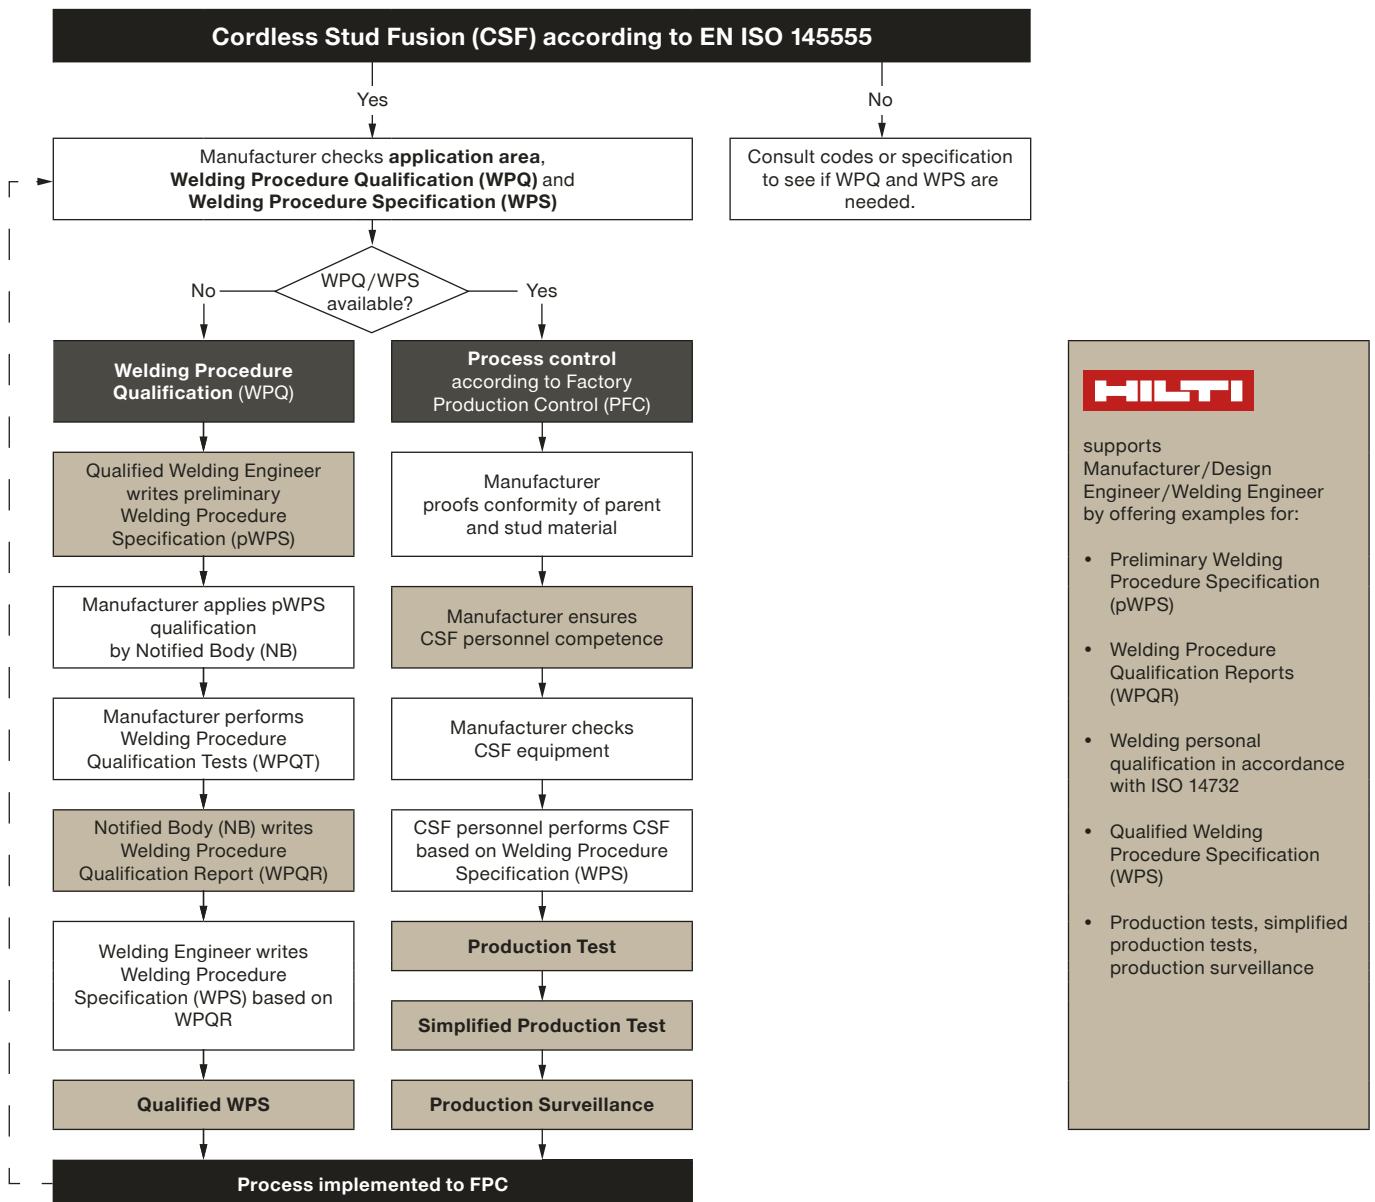 Cordless Stud Fusion (CSF) according to EN ISO 145555
Yes
No
Manufacturer checks application area,
Welding Procedure Qualification (WPQ) and
Welding Procedure Specification (WPS)
Consult codes or specification
to see if WPQ and WPS are
needed.
WPQ/WPS
available?
No
Yes
Welding Procedure
Qualification (WPQ)
Qualified Welding Engineer
writes preliminary
Welding Procedure
Specification (pWPS)
Manufacturer applies pWPS
qualification
by Notified Body (NB)
Manufacturer performs
Welding Procedure
Qualification Tests (WPQT)
Notified Body (NB) writes
Welding Procedure
Qualification Report (WPQR)
Welding Engineer writes
Welding Procedure
Specification (WPS) based on
WPQR
Qualified WPS
Process control
according to Factory
Production Control (PFC)
Manufacturer
proofs conformity of parent
and stud material
Manufacturer ensures
CSF personnel competence
Manufacturer checks
CSF equipment
CSF personnel performs CSF
based on Welding Procedure
Specification (WPS)
Production Test
Simplified Production Test
Production Surveillance
Process implemented to FPC
HILTI
supports
Manufacturer/Design
Engineer/Welding Engineer
by offering examples for:
• Preliminary Welding
Procedure Specification
(pWPS)
• Welding Procedure
Qualification Reports
(WPQR)
• Welding personal
qualification in accordance
with ISO 14732
• Qualified Welding
Procedure Specification
(WPS)
• Production tests, simplified
production tests,
production surveillance